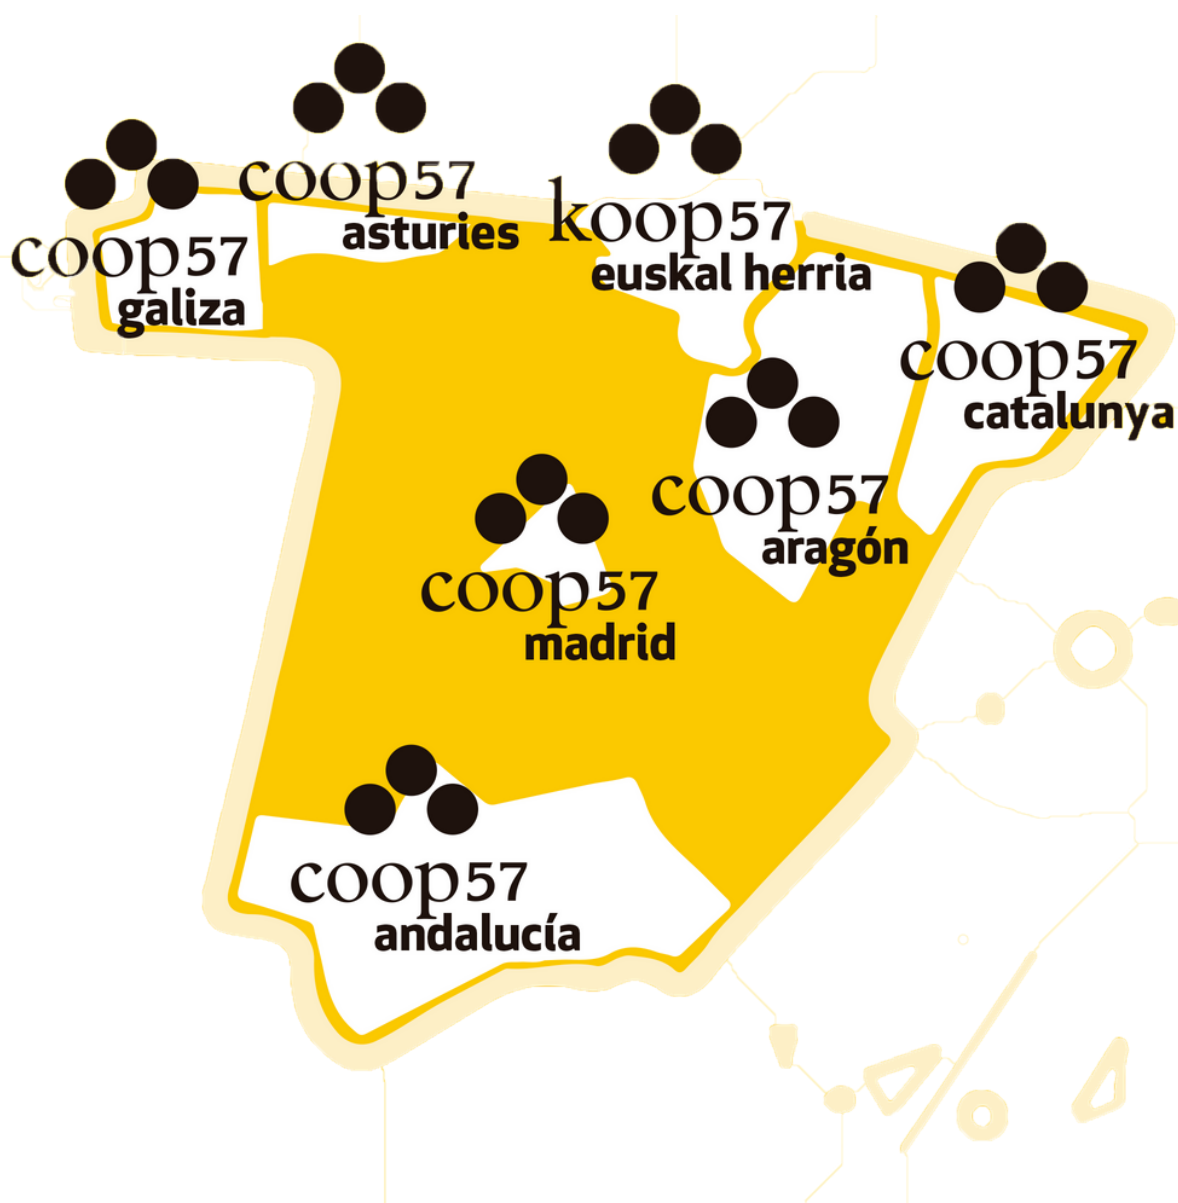 coop57
asturies
koop57
euskal herria
coop57
galiza
coop57
catalunya
coop57
aragón
coop57
madrid
coop57
andalucía